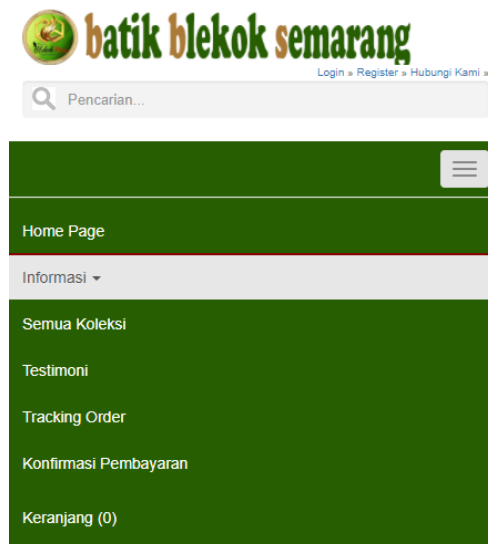 batik blekok semarang
Login » Register » Hubungi Kami »
Pencarian...
Home Page
Informasi
Semua Koleksi
Testimoni
Tracking Order
Konfirmasi Pembayaran
Keranjang (0)